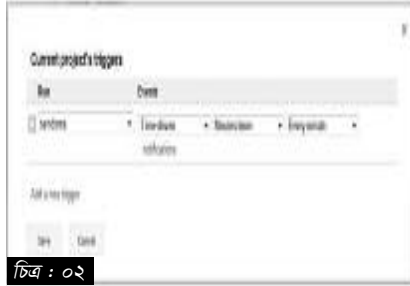 Current project's triggers
Run Events
sendsms Time-driven Minutes timer Every minute
notifications
Add a new trigger
Save Cancel
চিত্র : ০২